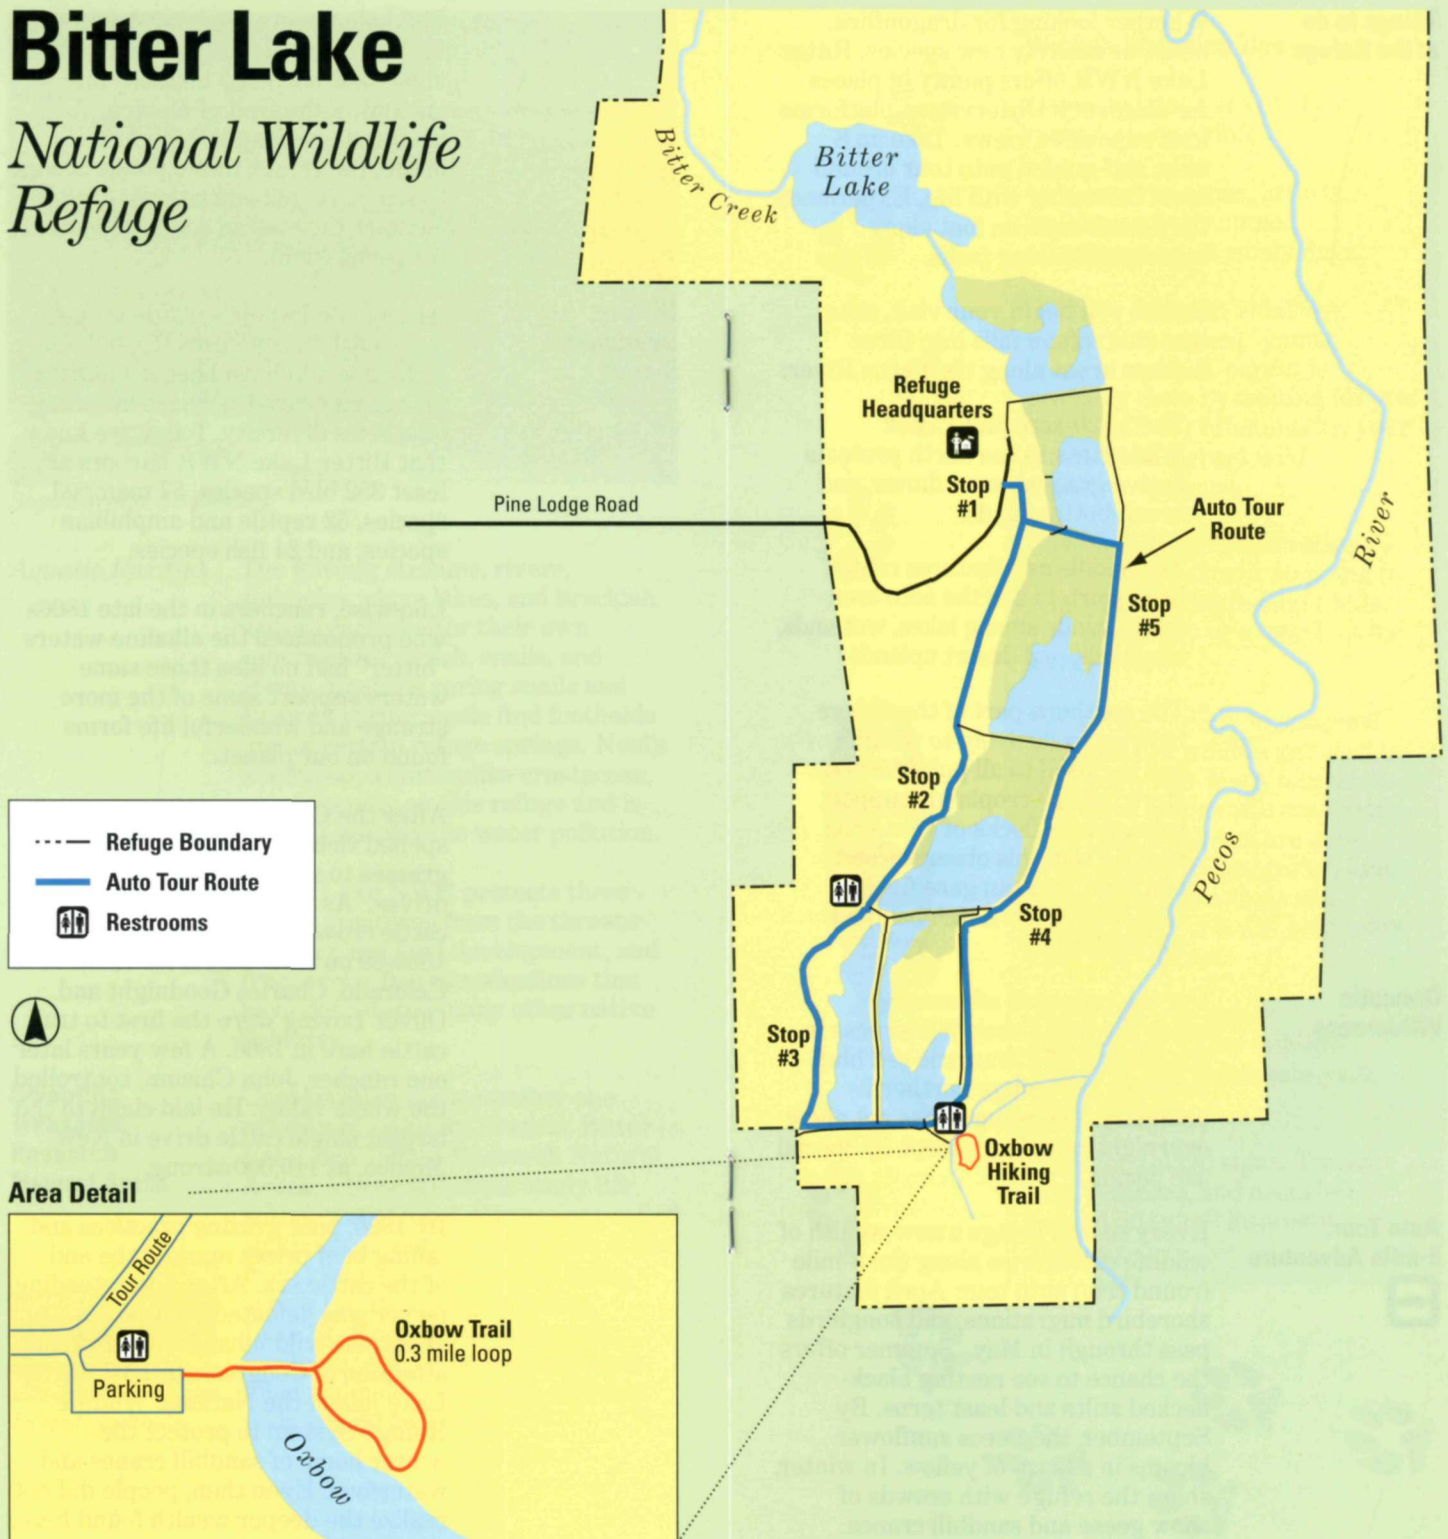 Bitter Lake
National Wildlife
Refuge
Bitter Creek
Bitter
Lake
Refuge
Headquarters
Stop
#1
Pine Lodge Road
Auto Tour
Route
River
Stop
#5
Stop
#2
Pecos
Refuge Boundary
Auto Tour Route
Restrooms
Stop
#4
Stop
#3
Oxbow
Hiking
Trail
Area Detail
Tour Route
Oxbow Trail
0.3 mile loop
Parking
Oxbow